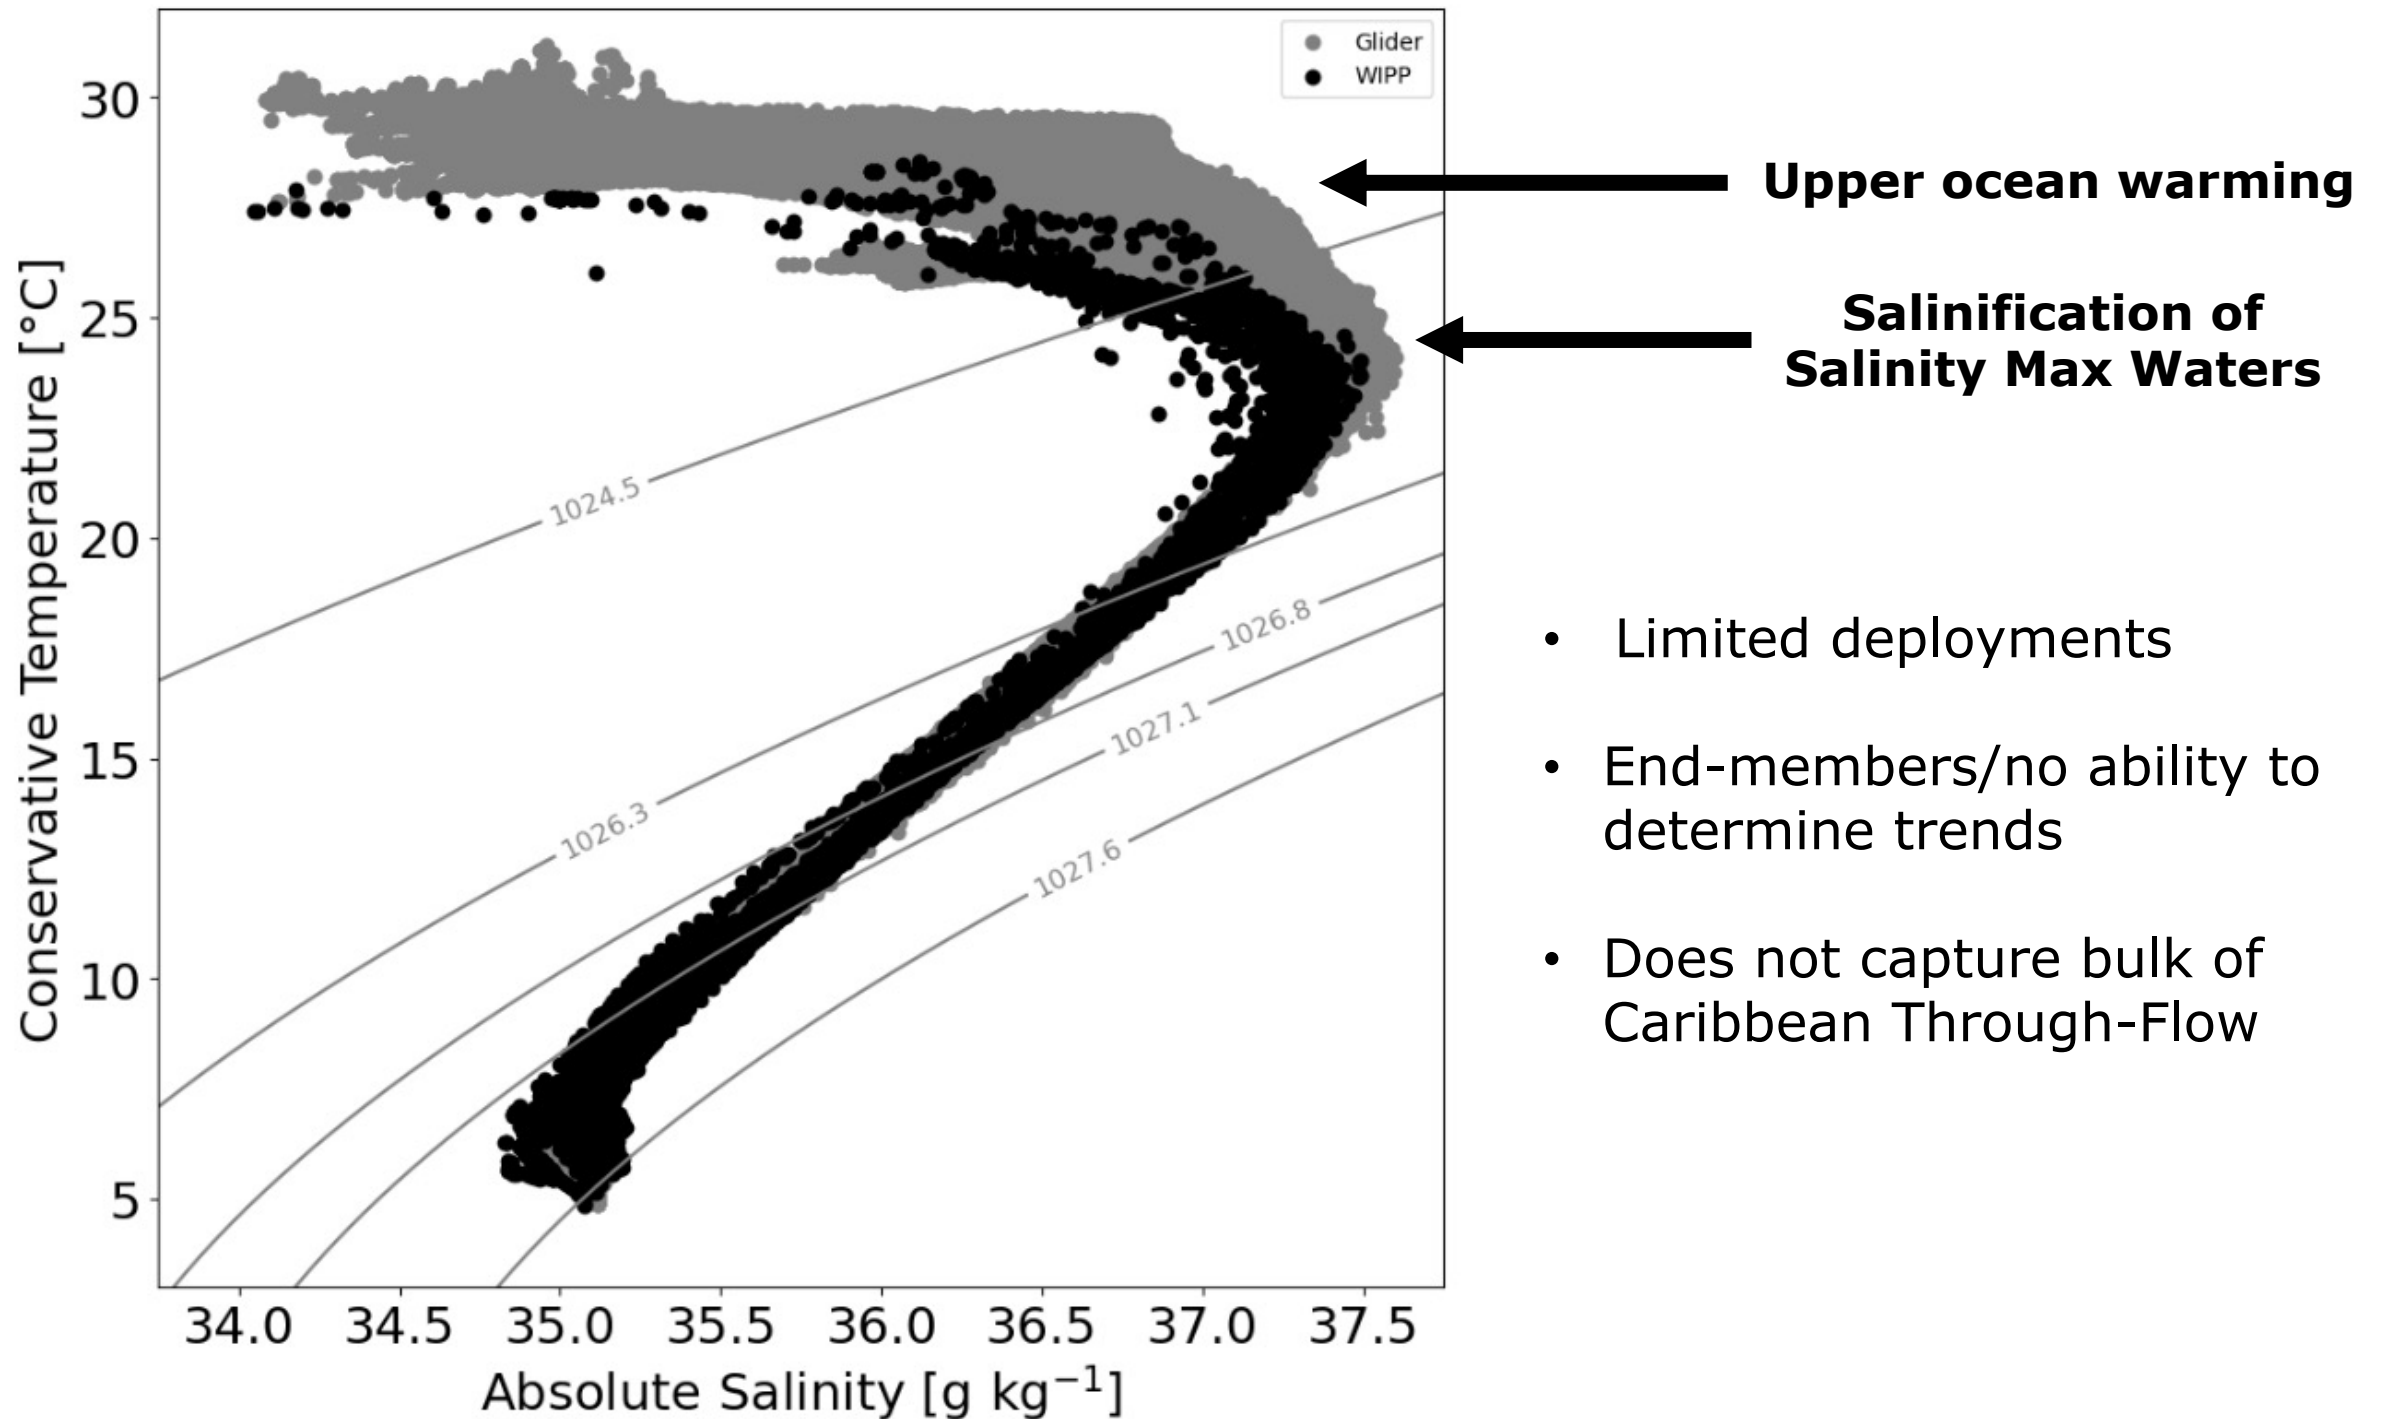 Glider
WIPP
Upper ocean warming
Salinification of
Salinity Max Waters
Conservative Temperature [°C]
30
25
20
15
10
5
1024.5
1026.8
1027.1
1026.3
1027.6
34.0 34.5 35.0 35.5 36.0 36.5 37.0 37.5
Absolute Salinity [g kg⁻¹]
• Limited deployments
• End-members/no ability to
determine trends
• Does not capture bulk of
Caribbean Through-Flow